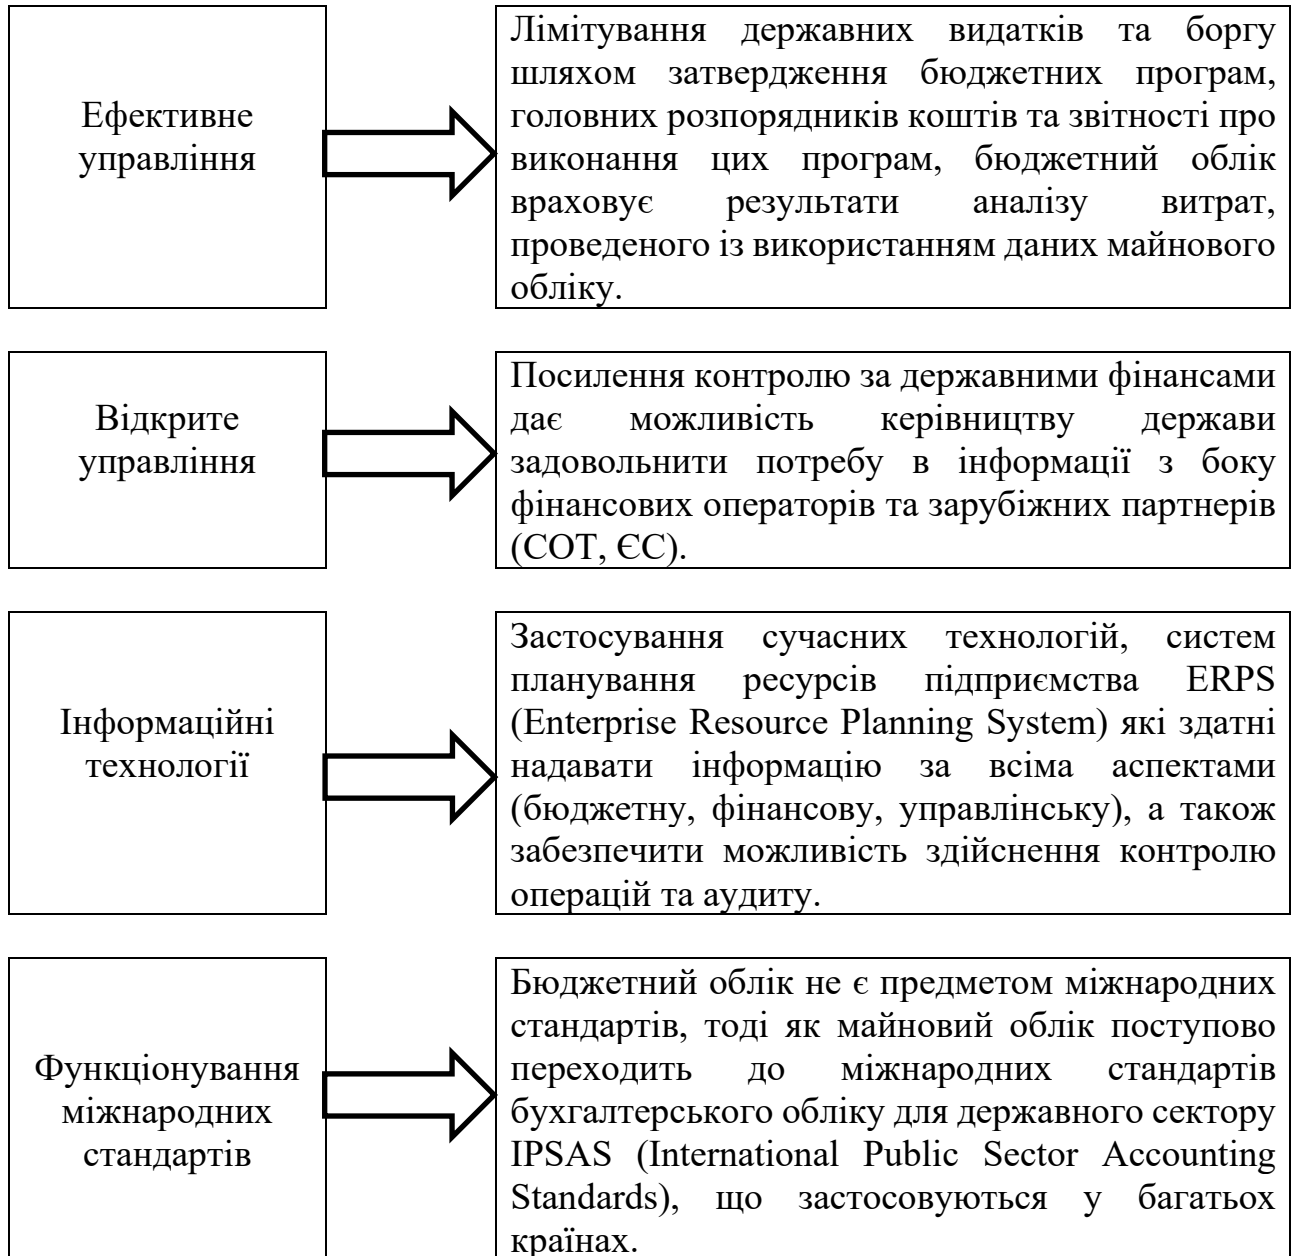 Ефективне
управління
Лімітування державних видатків та боргу
шляхом затвердження бюджетних програм,
головних розпорядників коштів та звітності про
виконання цих програм, бюджетний облік
враховує результати аналізу витрат,
проведеного із використанням даних майнового
обліку.
Відкрите
управління
Посилення контролю за державними фінансами
дає можливість керівництву держави
задовольнити потребу в інформації з боку
фінансових операторів та зарубіжних партнерів
(СОТ, ЄС).
Інформаційні
технології
Застосування сучасних технологій, систем
планування ресурсів підприємства ERPS
(Enterprise Resource Planning System) які здатні
надавати інформацію за всіма аспектами
(бюджетну, фінансову, управлінську), а також
забезпечити можливість здійснення контролю
операцій та аудиту.
Функціонування
міжнародних
стандартів
Бюджетний облік не є предметом міжнародних
стандартів, тоді як майновий облік поступово
переходить до міжнародних стандартів
бухгалтерського обліку для державного сектору
IPSAS (International Public Sector Accounting
Standards), що застосовуються у багатьох
країнах.